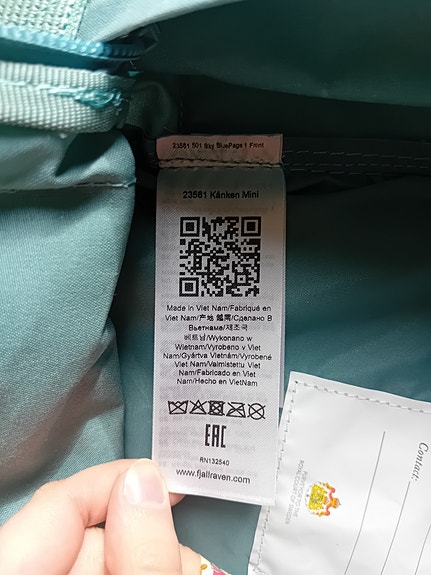 23561 501 Sky Blue Page 1 Front
23561 Kånken Mini
Made in Viet Nam/Fabriqué en
Viet Nam/产地 越南/Сделано В
Вьетнаме/제조국
베트남/Wykonano w
Wietnam/Vyrobeno v Viet
Nam/Gyártva Vietnám/Vyrobené
Viet Nam/Valmistettu Viet
Nam/Fabricado en Viet
Nam/Hecho en VietNam
EAC
RN132540
www.fjallraven.com
Contact: